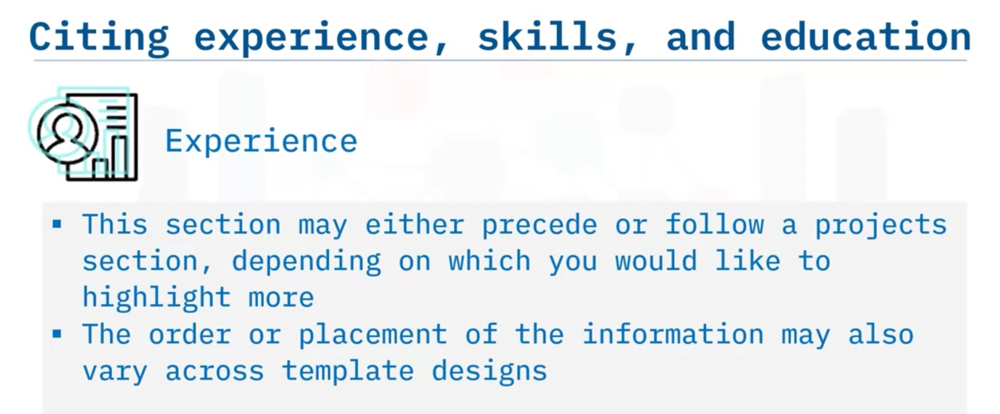 Citing experience, skills, and education
Experience
▪ This section may either precede or follow a projects
section, depending on which you would like to
highlight more
▪ The order or placement of the information may also
vary across template designs